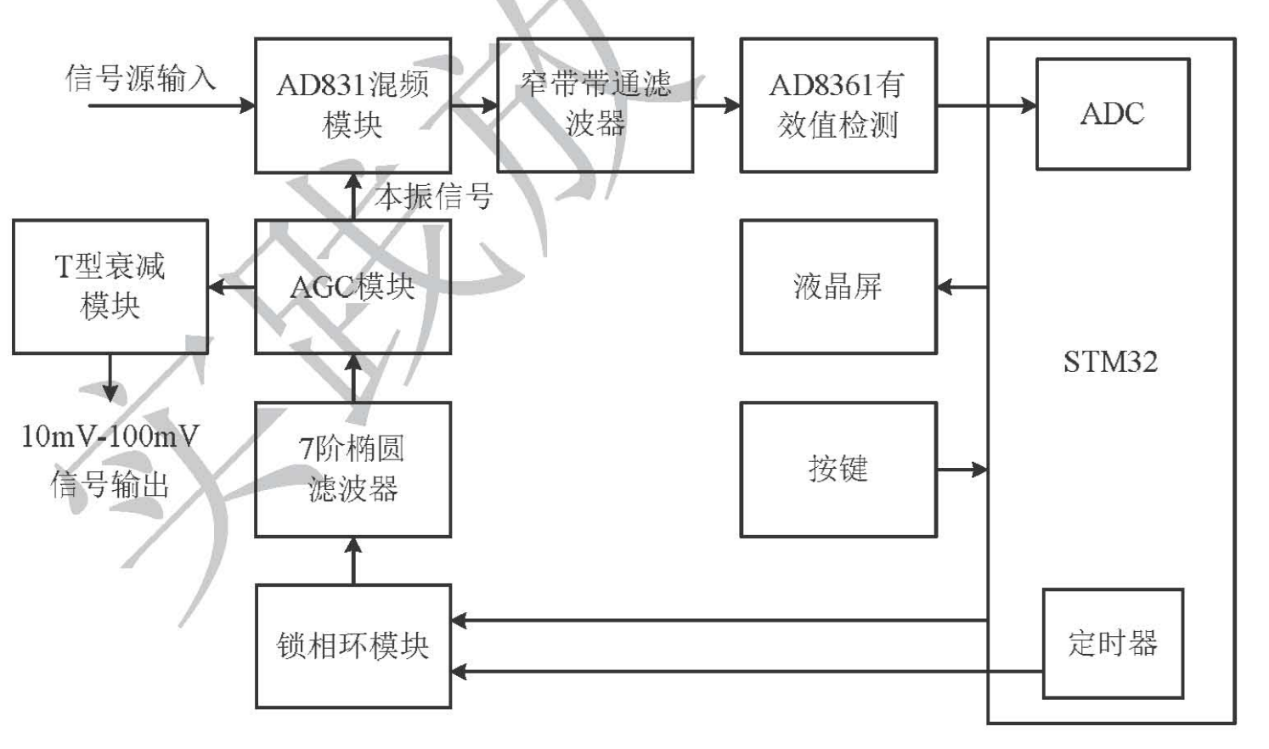 信号源输入
AD831混频
模块
窄带带通滤
波器
AD8361有
效值检测
ADC
本振信号
T型衰减
模块
AGC模块
液晶屏
STM32
10mV-100mV
信号输出
7阶椭圆
滤波器
按键
锁相环模块
定时器
实践放